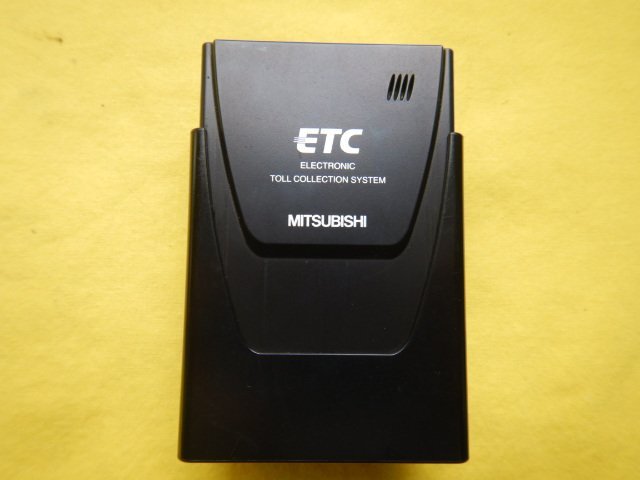 ETC
ELECTRONIC
TOLL COLLECTION SYSTEM
MITSUBISHI